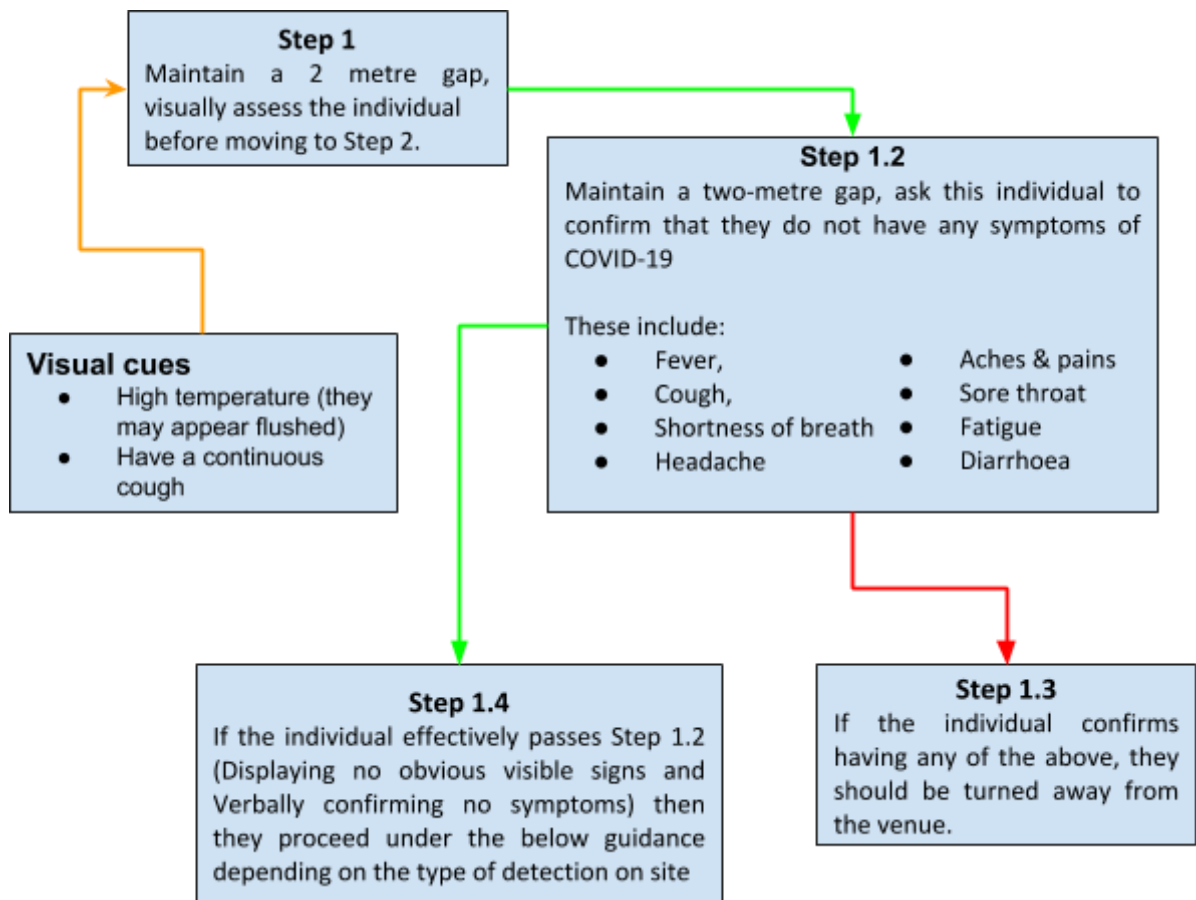 Step 1
Maintain a 2 metre gap,
visually assess the individual
before moving to Step 2.
Step 1.2
Maintain a two-metre gap, ask this individual to
confirm that they do not have any symptoms of
COVID-19
These include:
● Fever,
● Cough,
● Shortness of breath
● Headache
● Aches & pains
● Sore throat
● Fatigue
● Diarrhoea
Visual cues
● High temperature (they
may appear flushed)
● Have a continuous
cough
Step 1.4
If the individual effectively passes Step 1.2
(Displaying no obvious visible signs and
Verbally confirming no symptoms) then
they proceed under the below guidance
depending on the type of detection on site
Step 1.3
If the individual confirms
having any of the above, they
should be turned away from
the venue.